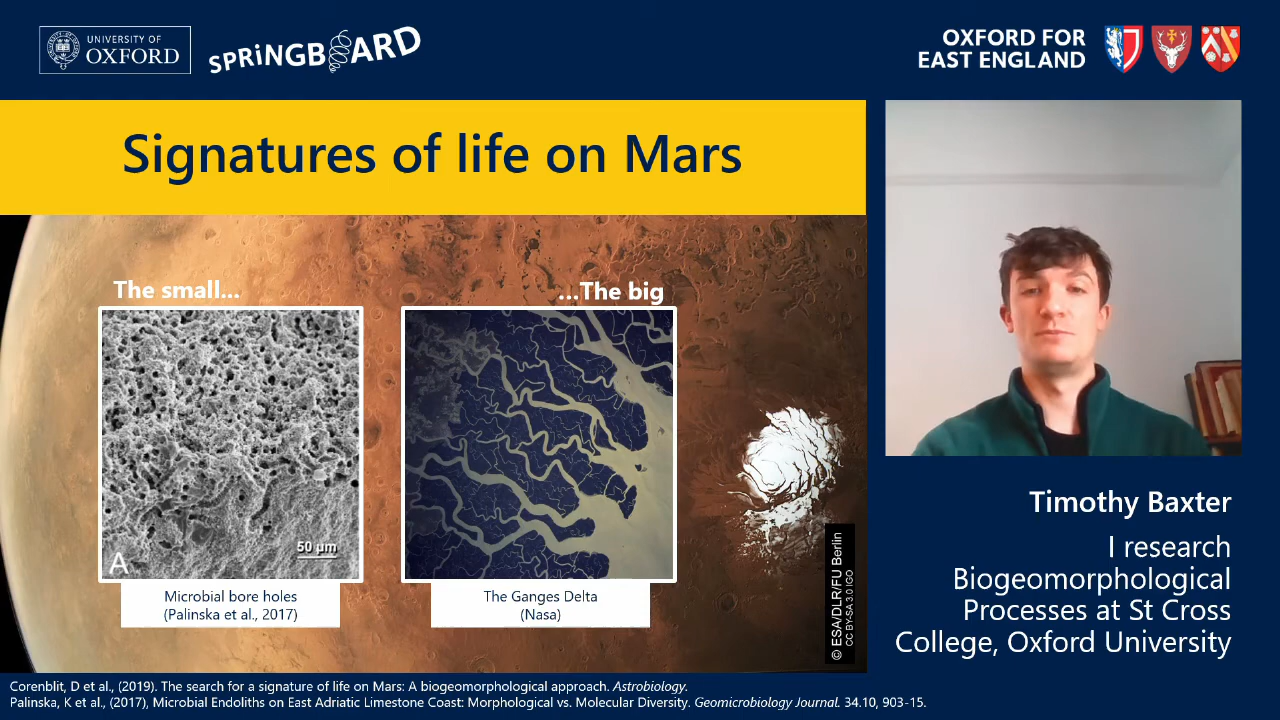 UNIVERSITY OF
OXFORD
SPRiNGBOARD
OXFORD FOR
EAST ENGLAND
Signatures of life on Mars
The small...
...The big
A
50 µm
Microbial bore holes
(Palinska et al., 2017)
The Ganges Delta
(Nasa)
© ESA/DLR/FU Berlin
CC BY-SA 3.0 IGO
Timothy Baxter
I research
Biogeomorphological
Processes at St Cross
College, Oxford University
Corenblit, D et al., (2019). The search for a signature of life on Mars: A biogeomorphological approach. Astrobiology.
Palinska, K et al., (2017), Microbial Endoliths on East Adriatic Limestone Coast: Morphological vs. Molecular Diversity. Geomicrobiology Journal. 34.10, 903-15.